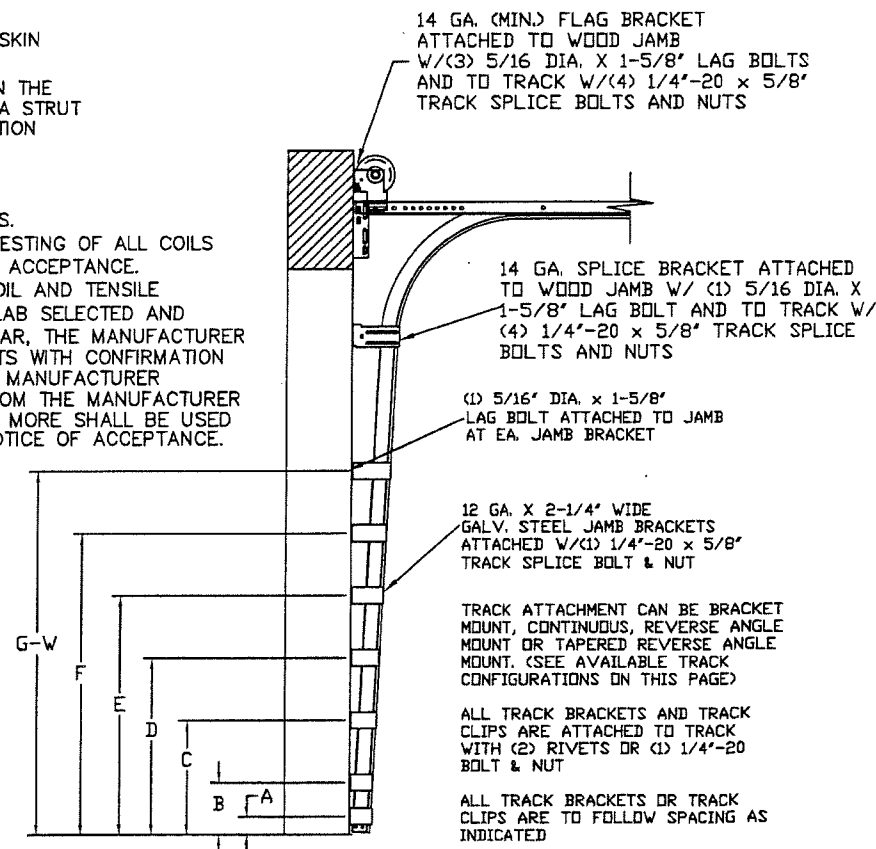 SKIN
N THE
A STRUT
TION
S.
ESTING OF ALL COILS
ACCEPTANCE.
OIL AND TENSILE
LAB SELECTED AND
EAR, THE MANUFACTURER
TS WITH CONFIRMATION
MANUFACTURER
OM THE MANUFACTURER
MORE SHALL BE USED
OTICE OF ACCEPTANCE.
14 GA. (MIN.) FLAG BRACKET
ATTACHED TO WOOD JAMB
W/(3) 5/16 DIA. X 1-5/8" LAG BOLTS
AND TO TRACK W/(4) 1/4"-20 x 5/8"
TRACK SPLICE BOLTS AND NUTS
14 GA. SPLICE BRACKET ATTACHED
TO WOOD JAMB W/ (1) 5/16 DIA. X
1-5/8" LAG BOLT AND TO TRACK W/
(4) 1/4"-20 x 5/8" TRACK SPLICE
BOLTS AND NUTS
(1) 5/16" DIA. x 1-5/8"
LAG BOLT ATTACHED TO JAMB
AT EA. JAMB BRACKET
12 GA. X 2-1/4" WIDE
GALV. STEEL JAMB BRACKETS
ATTACHED W/(1) 1/4"-20 x 5/8"
TRACK SPLICE BOLT & NUT
TRACK ATTACHMENT CAN BE BRACKET
MOUNT, CONTINUOUS, REVERSE ANGLE
MOUNT OR TAPERED REVERSE ANGLE
MOUNT. (SEE AVAILABLE TRACK
CONFIGURATIONS ON THIS PAGE)
ALL TRACK BRACKETS AND TRACK
CLIPS ARE ATTACHED TO TRACK
WITH (2) RIVETS OR (1) 1/4"-20
BOLT & NUT
ALL TRACK BRACKETS OR TRACK
CLIPS ARE TO FOLLOW SPACING AS
INDICATED
G-W
F
E
D
C
B
A